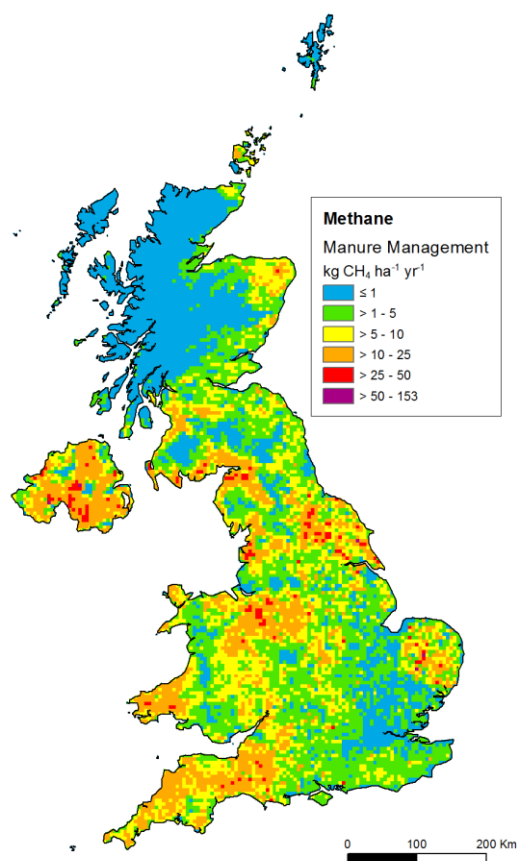 Methane
Manure Management
kg CH₄ ha⁻¹ yr⁻¹
≤ 1
> 1 - 5
> 5 - 10
> 10 - 25
> 25 - 50
> 50 - 153
0 100 200 Km